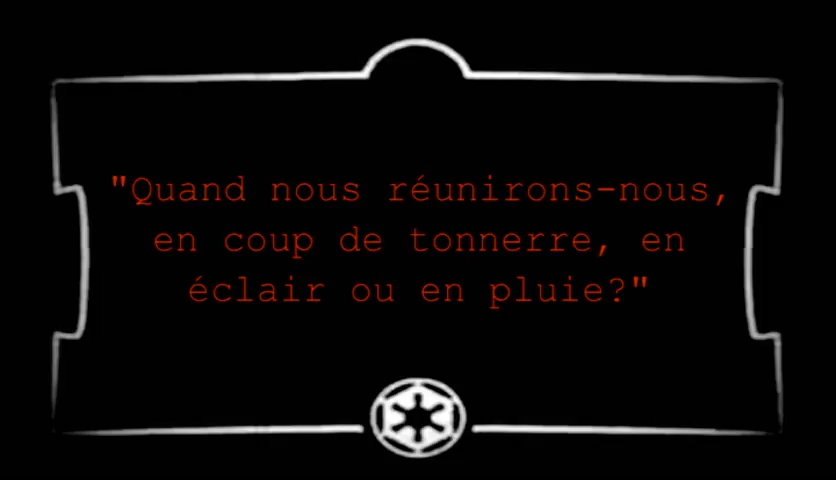 "Quand nous réunirons-nous,
en coup de tonnerre, en
éclair ou en pluie?"